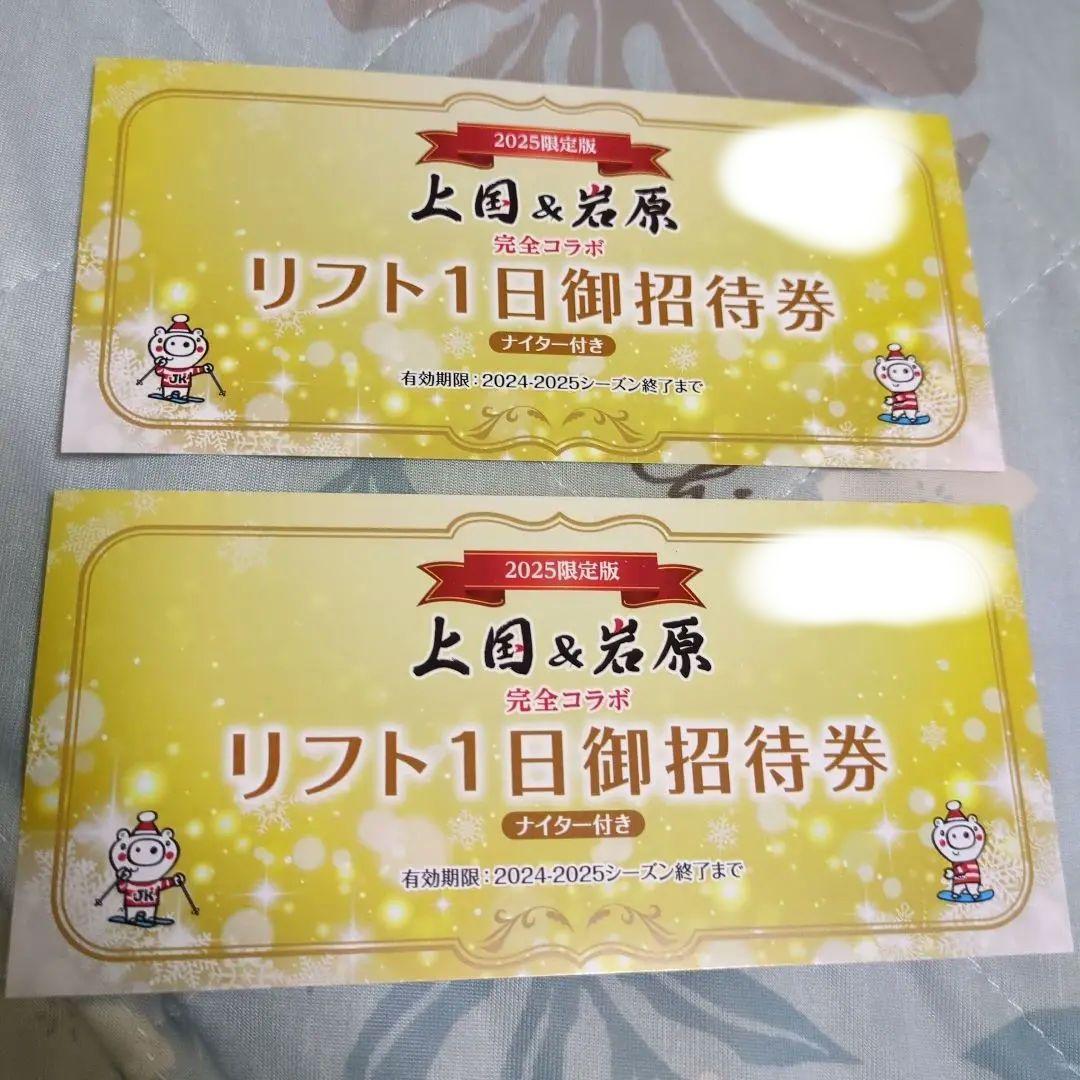 2025限定版
上国&岩原
完全コラボ
リフト1日御招待券
ナイター付き
有効期限:2024-2025シーズン終了まで
JK
2025限定版
上国&岩原
完全コラボ
リフト1日御招待券
ナイター付き
有効期限:2024-2025シーズン終了まで
JK